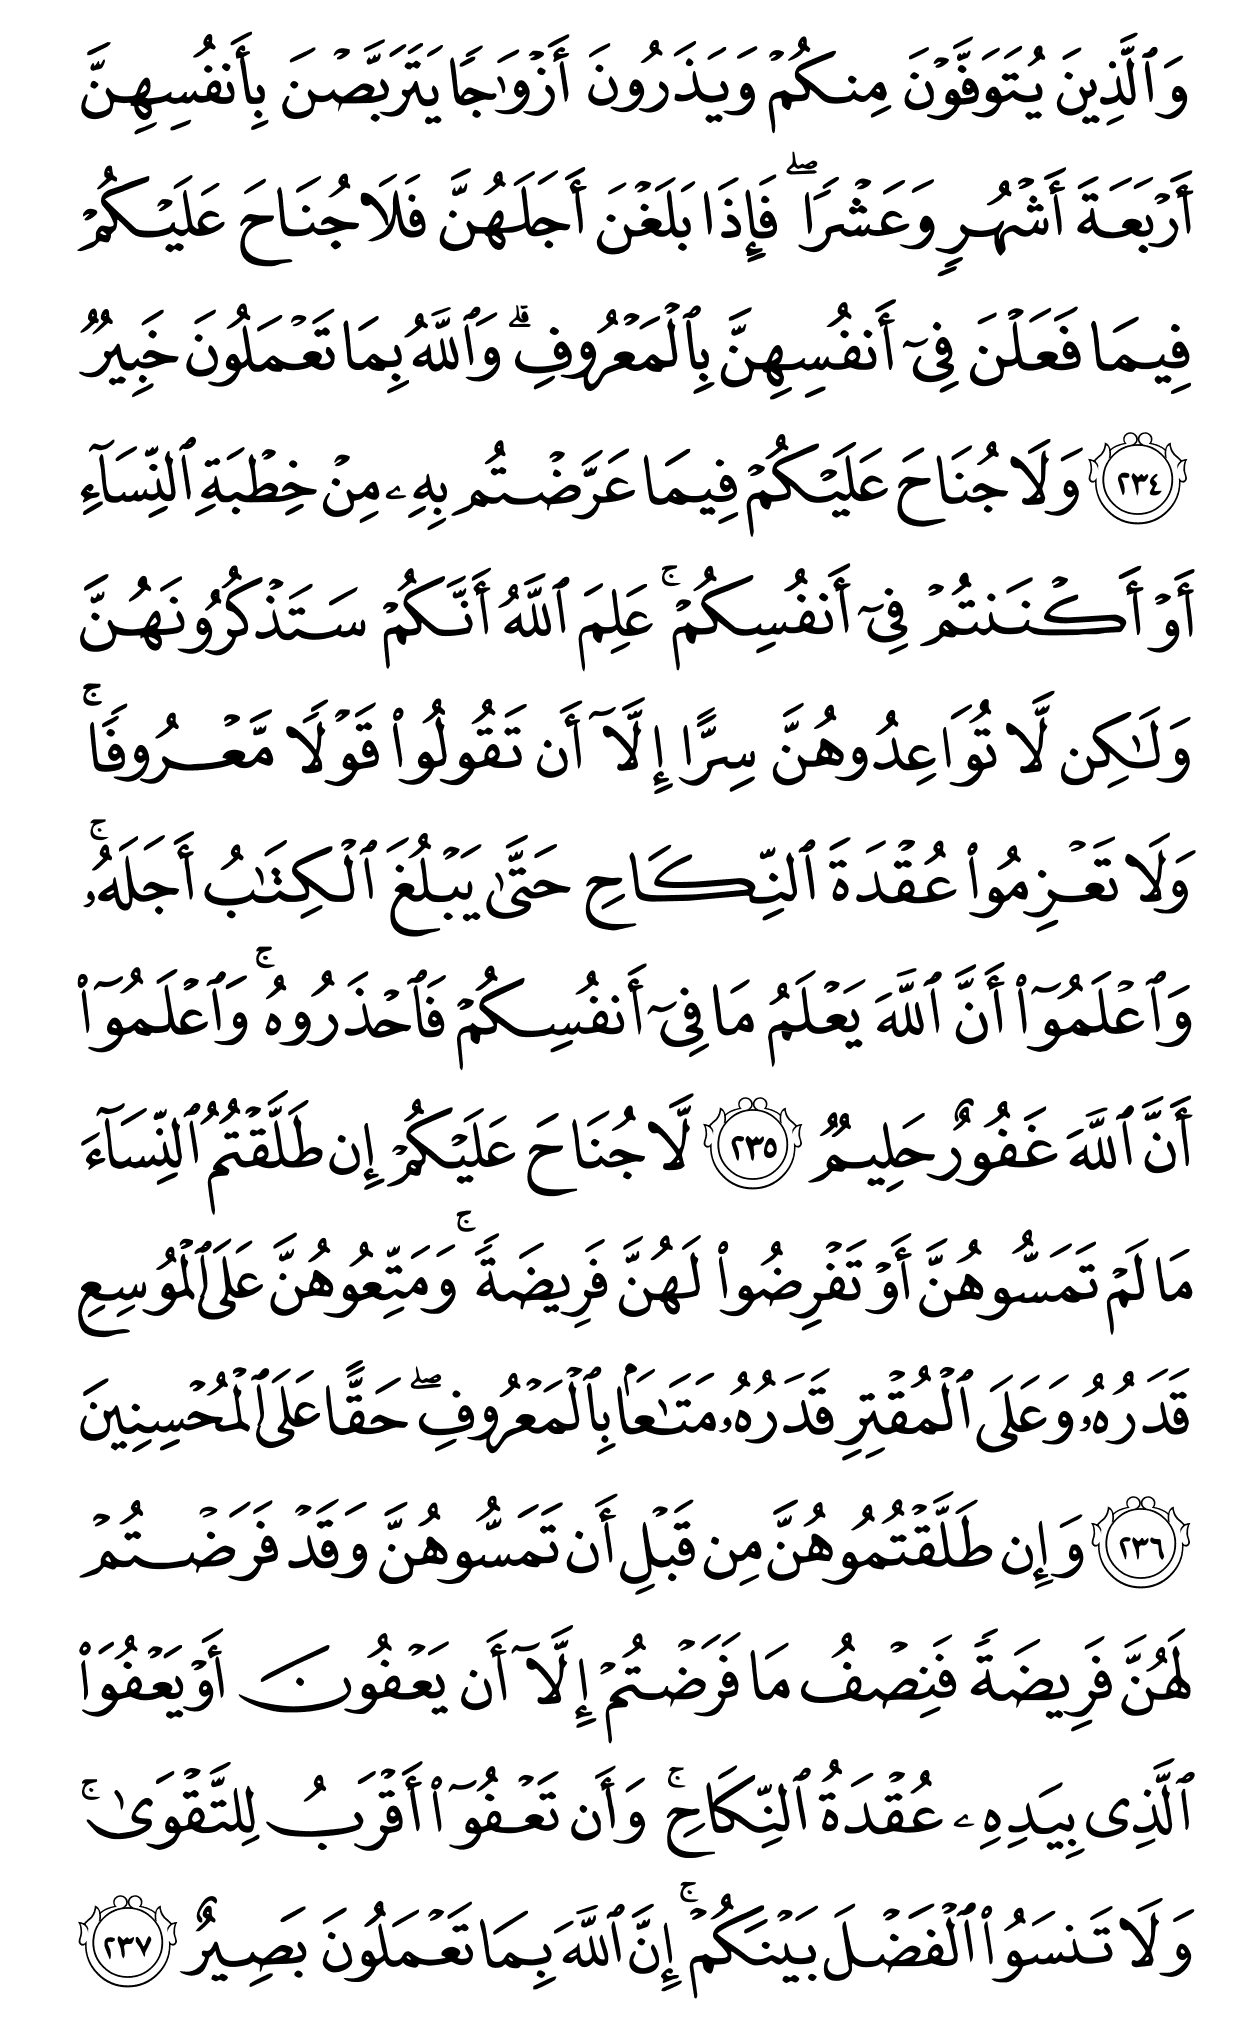 وَٱلَّذِينَ يُتَوَفَّوۡنَ مِنكُمۡ وَيَذَرُونَ أَزۡوَٰجٗا يَتَرَبَّصۡنَ بِأَنفُسِهِنَّ
أَرۡبَعَةَ أَشۡهُرٖ وَعَشۡرٗاۖ فَإِذَا بَلَغۡنَ أَجَلَهُنَّ فَلَا جُنَاحَ عَلَيۡكُمۡ
فِيمَا فَعَلۡنَ فِيٓ أَنفُسِهِنَّ بِٱلۡمَعۡرُوفِۗ وَٱللَّهُ بِمَا تَعۡمَلُونَ خَبِيرٞ
٢٣٤ وَلَا جُنَاحَ عَلَيۡكُمۡ فِيمَا عَرَّضۡتُم بِهِۦ مِنۡ خِطۡبَةِ ٱلنِّسَآءِ
أَوۡ أَكۡنَنتُمۡ فِيٓ أَنفُسِكُمۡۚ عَلِمَ ٱللَّهُ أَنَّكُمۡ سَتَذۡكُرُونَهُنَّ
وَلَٰكِن لَّا تُوَاعِدُوهُنَّ سِرًّا إِلَّآ أَن تَقُولُواْ قَوۡلٗا مَّعۡرُوفٗاۚ
وَلَا تَعۡزِمُواْ عُقۡدَةَ ٱلنِّكَاحِ حَتَّىٰ يَبۡلُغَ ٱلۡكِتَٰبُ أَجَلَهُۥۚ
وَٱعۡلَمُوٓاْ أَنَّ ٱللَّهَ يَعۡلَمُ مَا فِيٓ أَنفُسِكُمۡ فَٱحۡذَرُوهُۚ وَٱعۡلَمُوٓاْ
أَنَّ ٱللَّهَ غَفُورٌ حَلِيمٞ ٢٣٥ لَّا جُنَاحَ عَلَيۡكُمۡ إِن طَلَّقۡتُمُ ٱلنِّسَآءَ
مَا لَمۡ تَمَسُّوهُنَّ أَوۡ تَفۡرِضُواْ لَهُنَّ فَرِيضَةٗۚ وَمَتِّعُوهُنَّ عَلَى ٱلۡمُوسِعِ
قَدَرُهُۥ وَعَلَى ٱلۡمُقۡتِرِ قَدَرُهُۥ مَتَٰعَۢا بِٱلۡمَعۡرُوفِۖ حَقًّا عَلَى ٱلۡمُحۡسِنِينَ
٢٣٦ وَإِن طَلَّقۡتُمُوهُنَّ مِن قَبۡلِ أَن تَمَسُّوهُنَّ وَقَدۡ فَرَضۡتُمۡ
لَهُنَّ فَرِيضَةٗ فَنِصۡفُ مَا فَرَضۡتُمۡ إِلَّآ أَن يَعۡفُونَ أَوۡ يَعۡفُوَاْ
ٱلَّذِي بِيَدِهِۦ عُقۡدَةُ ٱلنِّكَاحِۚ وَأَن تَعۡفُوٓاْ أَقۡرَبُ لِلتَّقۡوَىٰۚ
وَلَا تَنسَوُاْ ٱلۡفَضۡلَ بَيۡنَكُمۡۚ إِنَّ ٱللَّهَ بِمَا تَعۡمَلُونَ بَصِيرٌ ٢٣٧